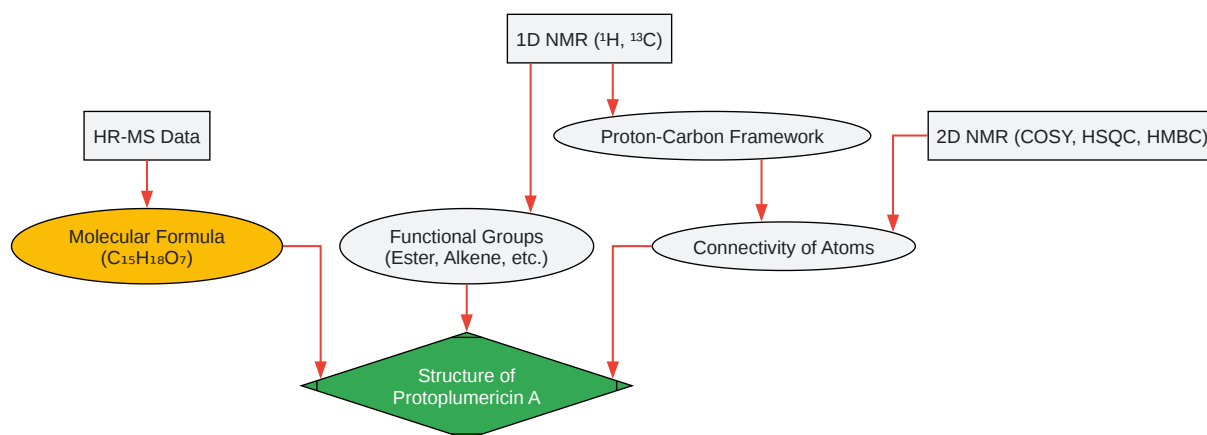 1D NMR (¹H, ¹³C)
HR-MS Data
Proton-Carbon Framework
2D NMR (COSY, HSQC, HMBC)
Molecular Formula
(C₁₅H₁₈O₇)
Functional Groups
(Ester, Alkene, etc.)
Connectivity of Atoms
Structure of
Protoplumericin A